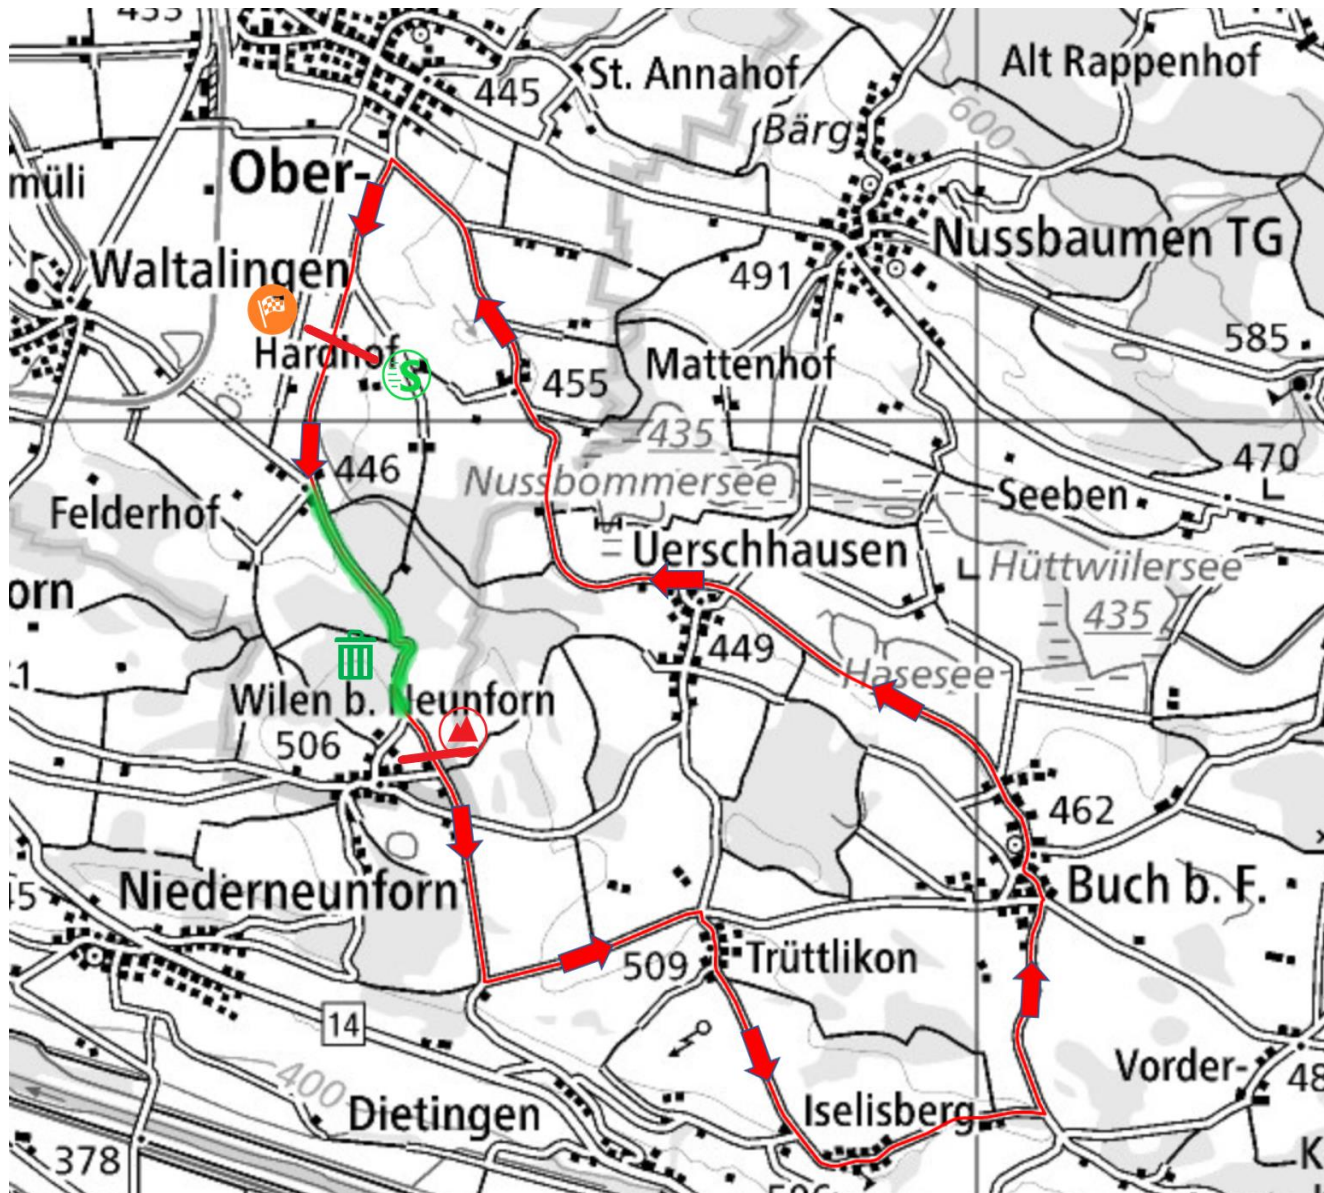 445
St. Annahof
Alt Rappenhof
600
Bärg
Ober-
müli
Nussbaumen TG
Waltalingen
491
585
Hardhof
S
Mattenhof
455
435
446
470
Nussbommersee
Seeben
Felderhof
Uerschhausen
Hüttwiilersee
orn
435
449
Hasesee
1
Wilen b. Neunforn
506
462
Niederneunforn
Buch b. F.
509
Trüttlikon
14
Vorder-
48
400
Dietingen
Iselisberg
378
K